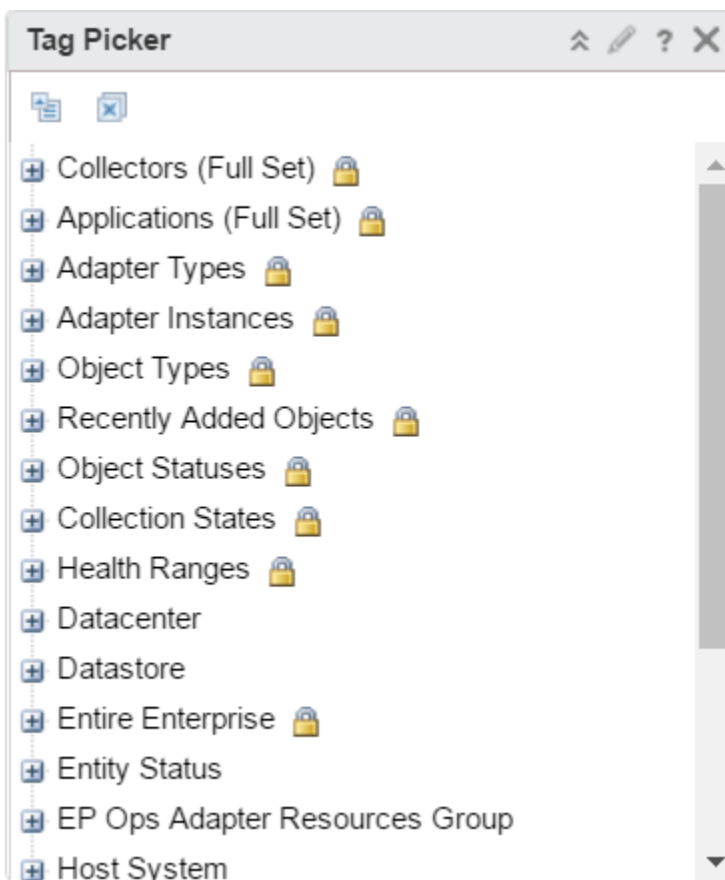 Tag Picker ?
Collectors (Full Set)
Applications (Full Set)
Adapter Types
Adapter Instances
Object Types
Recently Added Objects
Object Statuses
Collection States
Health Ranges
Datacenter
Datastore
Entire Enterprise
Entity Status
EP Ops Adapter Resources Group
Host System